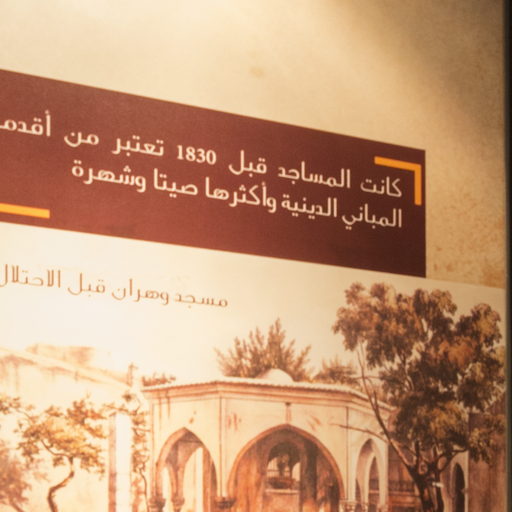 كانت المساجد قبل 1830 تعتبر من أقدم
المباني الدينية وأكثرها صيتا وشهرة
مسجد وهران قبل الاحتلال